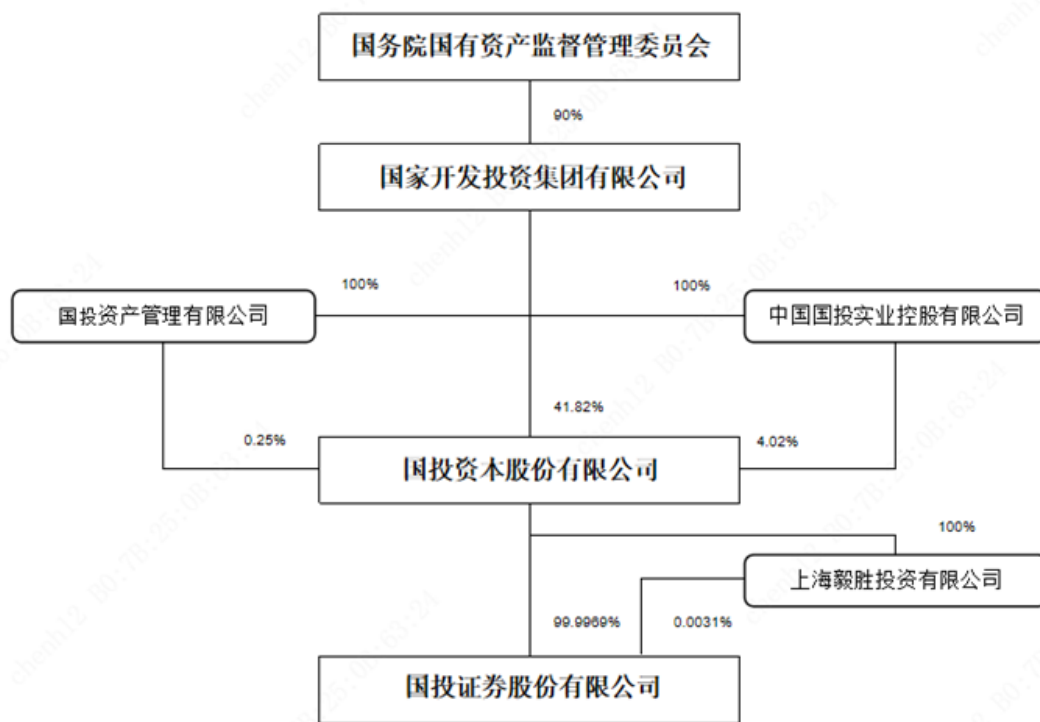 国务院国有资产监督管理委员会
90%
国家开发投资集团有限公司
100%
100%
国投资产管理有限公司
中国国投实业控股有限公司
41.82%
0.25%
4.02%
国投资本股份有限公司
100%
上海毅胜投资有限公司
99.9969%
0.0031%
国投证券股份有限公司